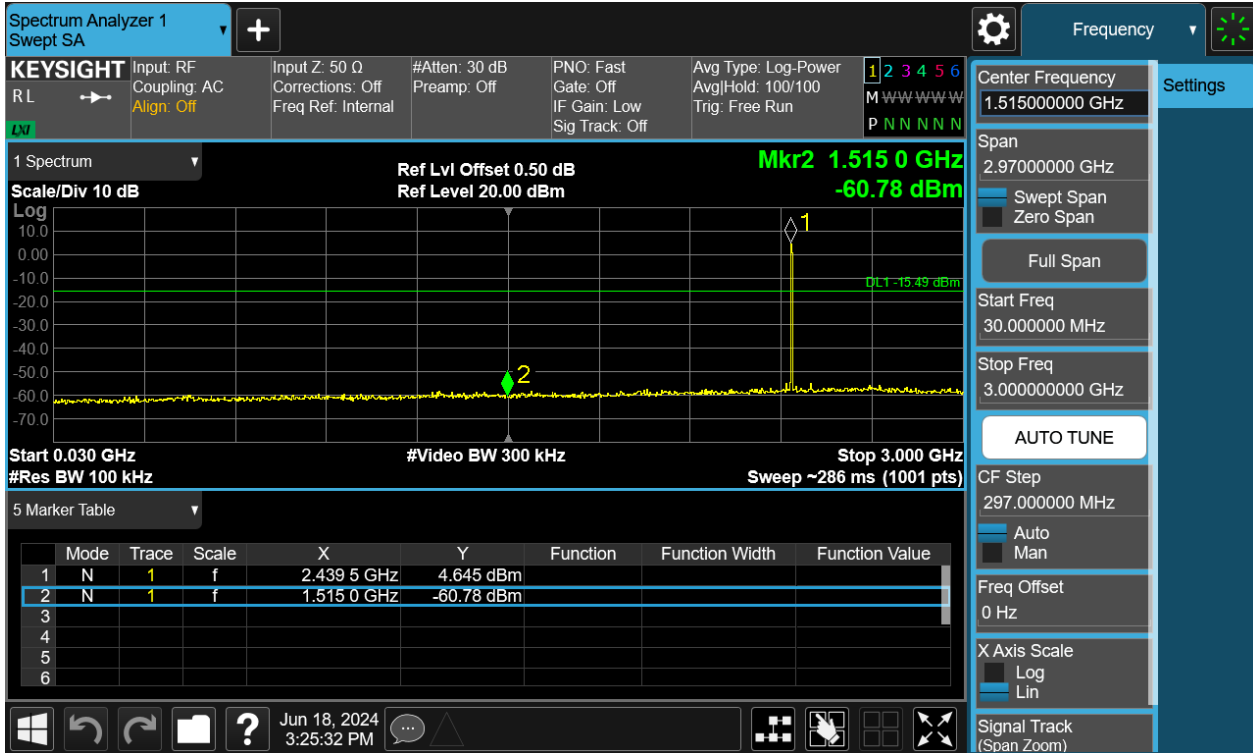 Spectrum Analyzer 1
Swept SA
+
Frequency
KEYSIGHT
RL
LXI
Input: RF
Coupling: AC
Align: Off
Input Z: 50 Ω
Corrections: Off
Freq Ref: Internal
#Atten: 30 dB
Preamp: Off
PNO: Fast
Gate: Off
IF Gain: Low
Sig Track: Off
Avg Type: Log-Power
Avg|Hold: 100/100
Trig: Free Run
1 2 3 4 5 6
M W W W W W
P N N N N N
1 Spectrum
Scale/Div 10 dB
Ref Lvl Offset 0.50 dB
Ref Level 20.00 dBm
Mkr2 1.515 0 GHz
-60.78 dBm
Log
10.0
0.00
-10.0
-20.0
-30.0
-40.0
-50.0
-60.0
-70.0
1
DL1 -15.49 dBm
2
Start 0.030 GHz
#Video BW 300 kHz
Stop 3.000 GHz
#Res BW 100 kHz
Sweep ~286 ms (1001 pts)
5 Marker Table
Mode Trace Scale X Y Function Function Width Function Value
1 N 1 f 2.439 5 GHz 4.645 dBm
2 N 1 f 1.515 0 GHz -60.78 dBm
3
4
5
6
?
Jun 18, 2024
3:25:32 PM
Center Frequency
1.515000000 GHz
Span
2.97000000 GHz
Swept Span
Zero Span
Full Span
Start Freq
30.000000 MHz
Stop Freq
3.000000000 GHz
AUTO TUNE
CF Step
297.000000 MHz
Auto
Man
Freq Offset
0 Hz
X Axis Scale
Log
Lin
Signal Track
(Span Zoom)
Settings